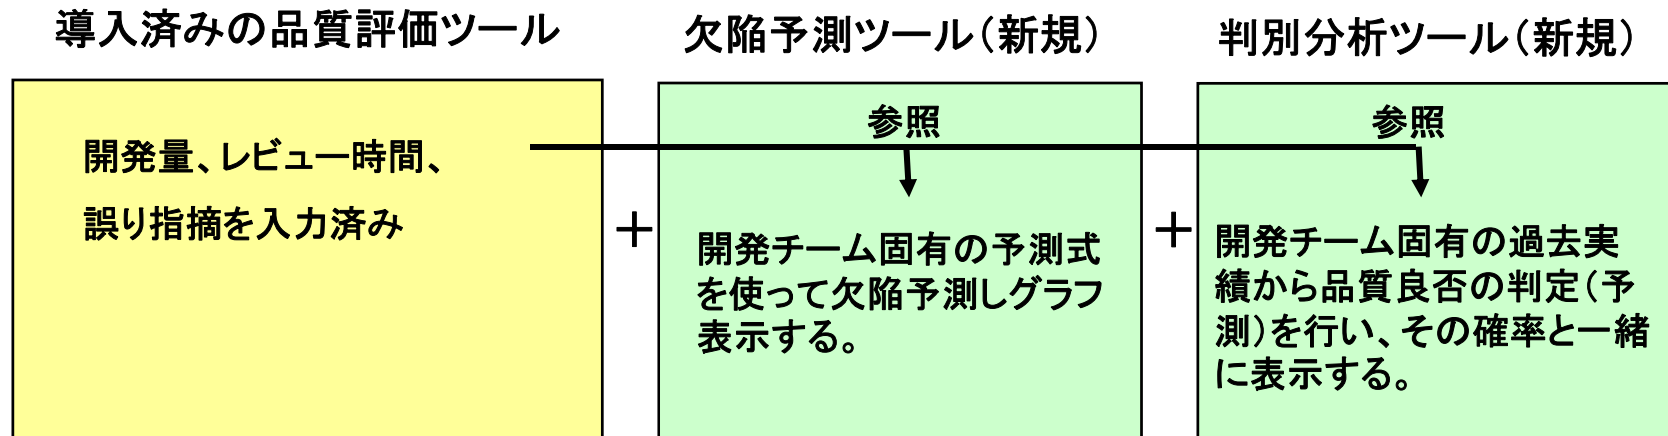 導入済みの品質評価ツール
開発量、レビュー時間、
誤り指摘を入力済み
＋
欠陥予測ツール（新規）
参照
開発チーム固有の予測式
を使って欠陥予測しグラフ
表示する。
＋
判別分析ツール（新規）
参照
開発チーム固有の過去実
績から品質良否の判定（予
測）を行い、その確率と一緒
に表示する。